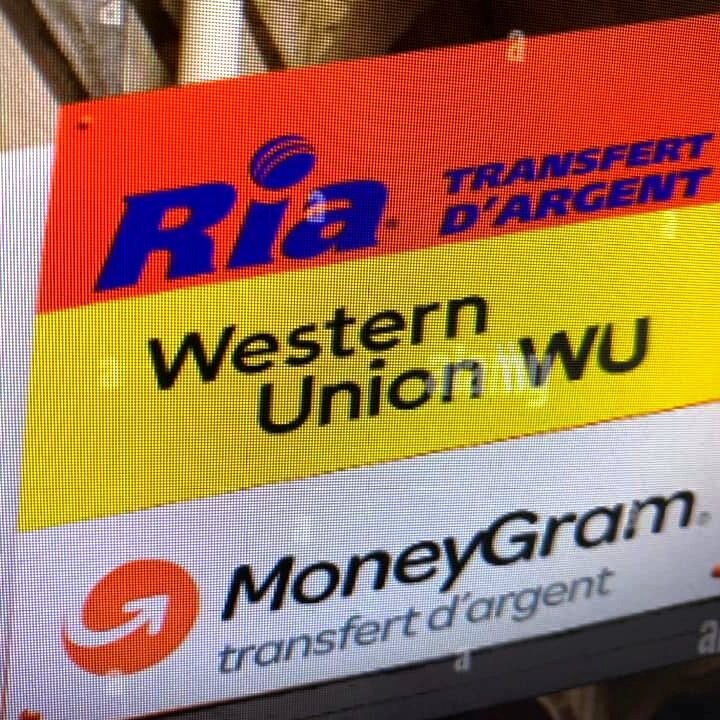 Ria TRANSFERT
D'ARGENT
Western
Union WU
MoneyGram
transfert d'argent